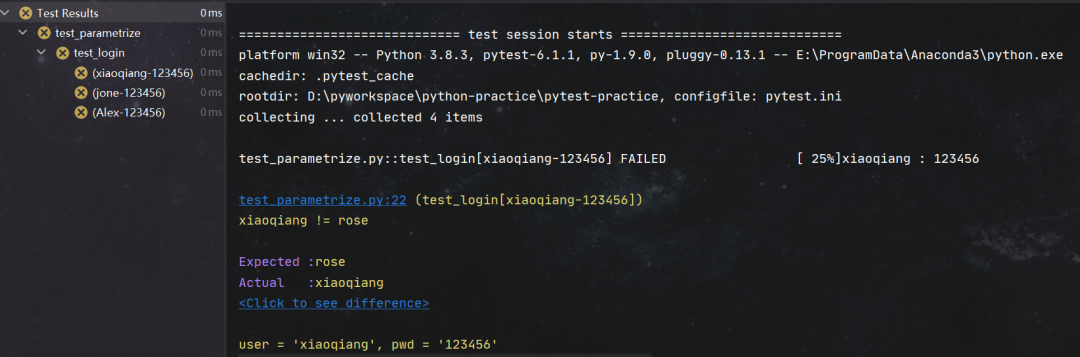 Test Results 0 ms
test_parametrize 0 ms
test_login 0 ms
(xiaoqiang-123456) 0 ms
(jone-123456) 0 ms
(Alex-123456) 0 ms
============================ test session starts ============================
platform win32 -- Python 3.8.3, pytest-6.1.1, py-1.9.0, pluggy-0.13.1 -- E:\ProgramData\Anaconda3\python.exe
cachedir: .pytest_cache
rootdir: D:\pyworkspace\python-practice\pytest-practice, configfile: pytest.ini
collecting ... collected 4 items
test_parametrize.py::test_login[xiaoqiang-123456] FAILED [ 25%]xiaoqiang : 123456
test_parametrize.py:22 (test_login[xiaoqiang-123456])
xiaoqiang != rose
Expected :rose
Actual :xiaoqiang
<Click to see difference>
user = 'xiaoqiang', pwd = '123456'